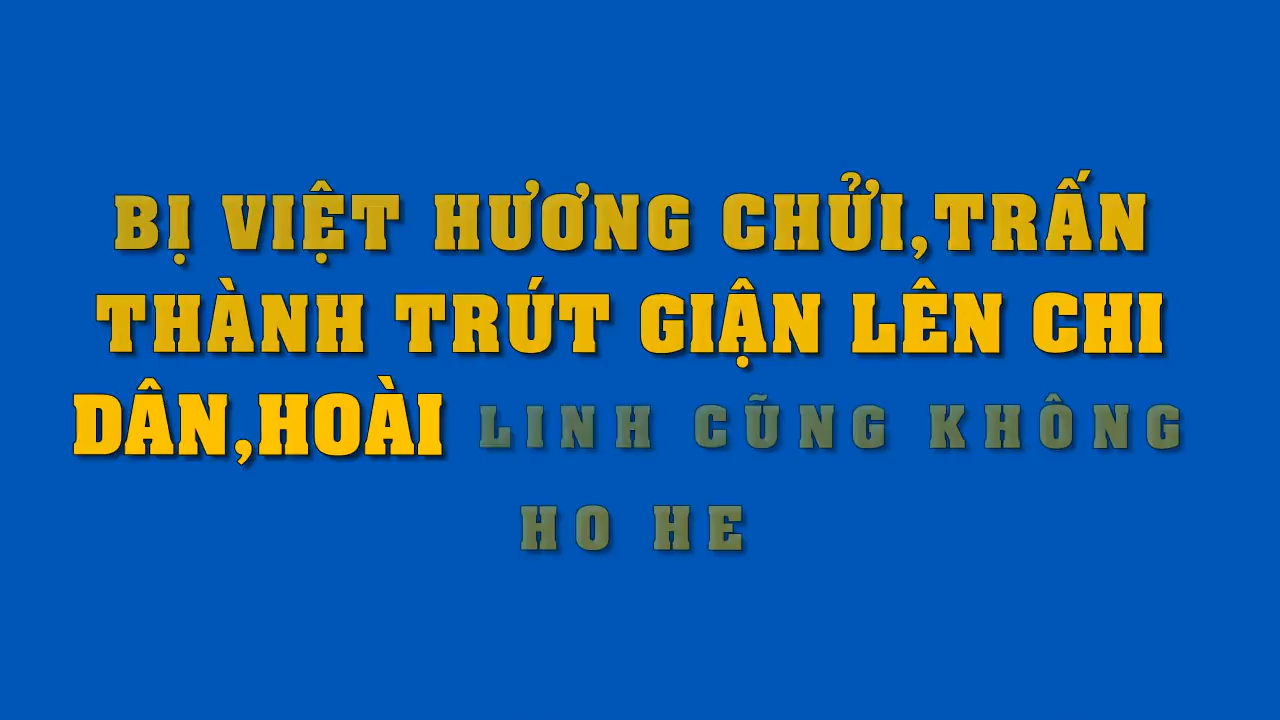 BỊ VIỆT HƯƠNG CHỬI,TRẤN
THÀNH TRÚT GIẬN LÊN CHI
DÂN,HOÀI LINH CŨNG KHÔNG
HO HE